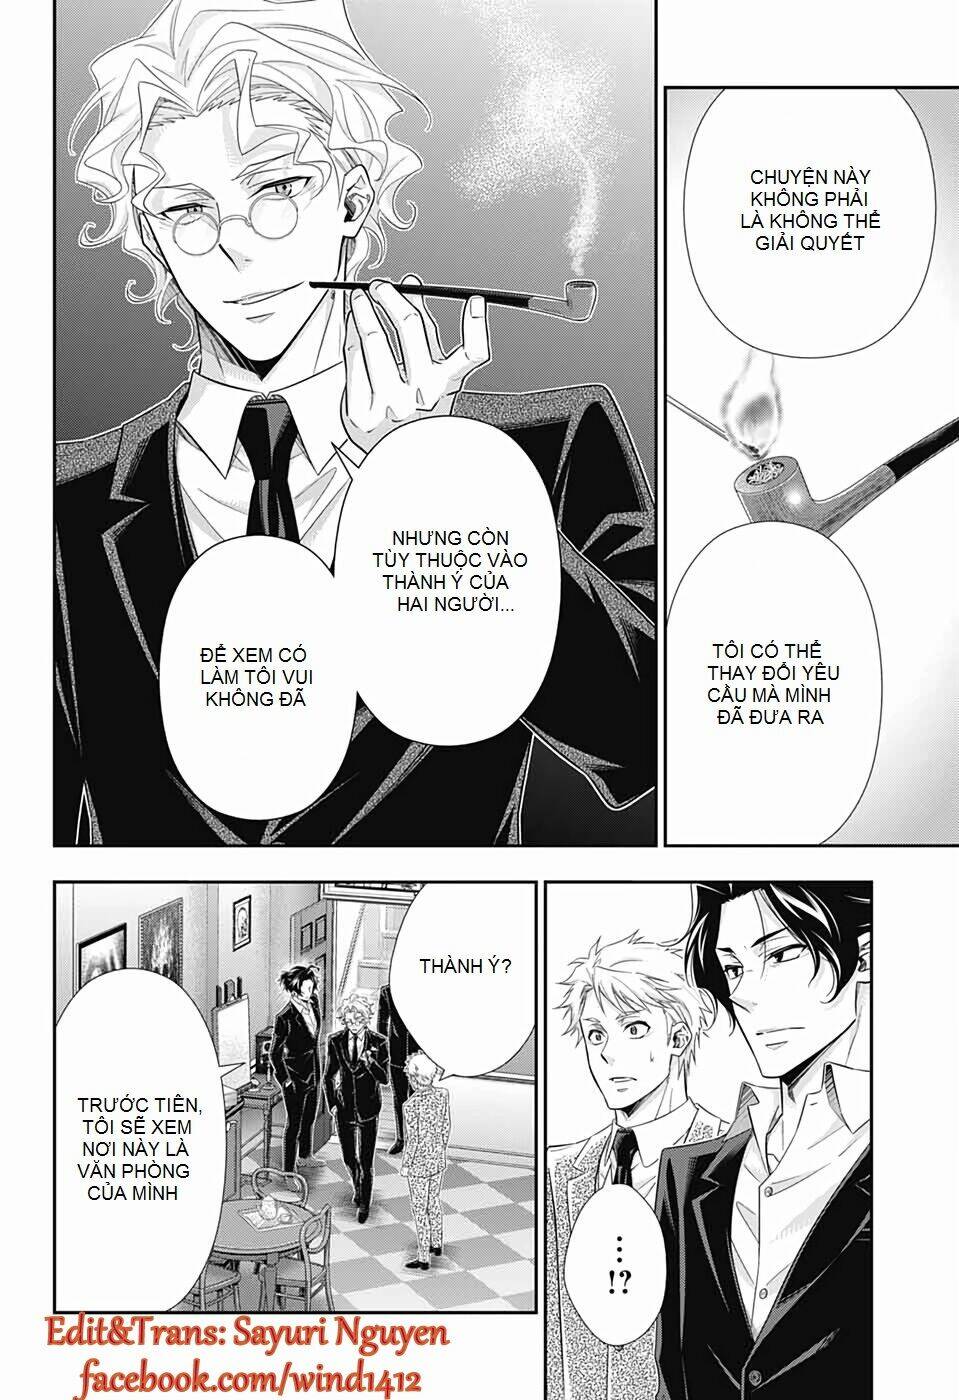 CHUYỆN NÀY
KHÔNG PHẢI
LÀ KHÔNG THỂ
GIẢI QUYẾT
TÔI CÓ THỂ
THAY ĐỔI YÊU
CẦU MÀ MÌNH
ĐÃ ĐƯA RA
NHƯNG CÒN
TÙY THUỘC VÀO
THÀNH Ý CỦA
HAI NGƯỜI...
ĐỂ XEM CÓ
LÀM TÔI VUI
KHÔNG ĐÃ
...
!?
THÀNH Ý?
TRƯỚC TIÊN,
TÔI SẼ XEM
NƠI NÀY LÀ
VĂN PHÒNG
CỦA MÌNH
Edit&Trans: Sayuri Nguyen
facebook.com/wind1412